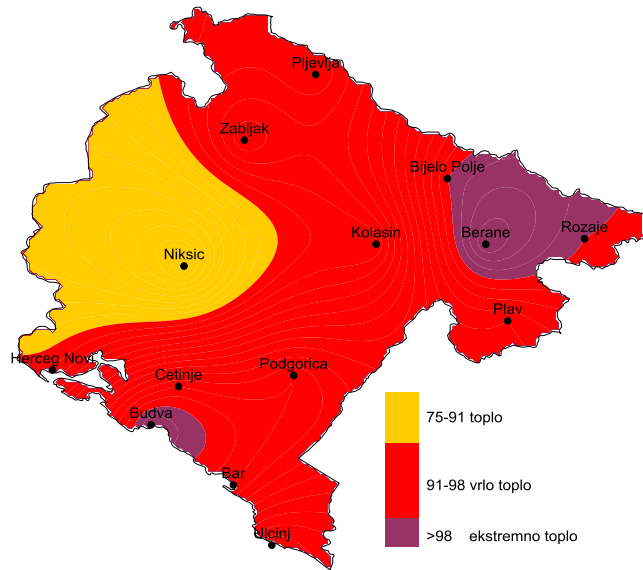 Pljevlja
Zabljak
Bijelo Polje
Rozaje
Berane
Kolasin
Niksic
Plav
Herceg Novi
Podgorica
Cetinje
Budva
75-91 toplo
Bar
91-98 vrlo toplo
Ulcinj
>98 ekstremno toplo